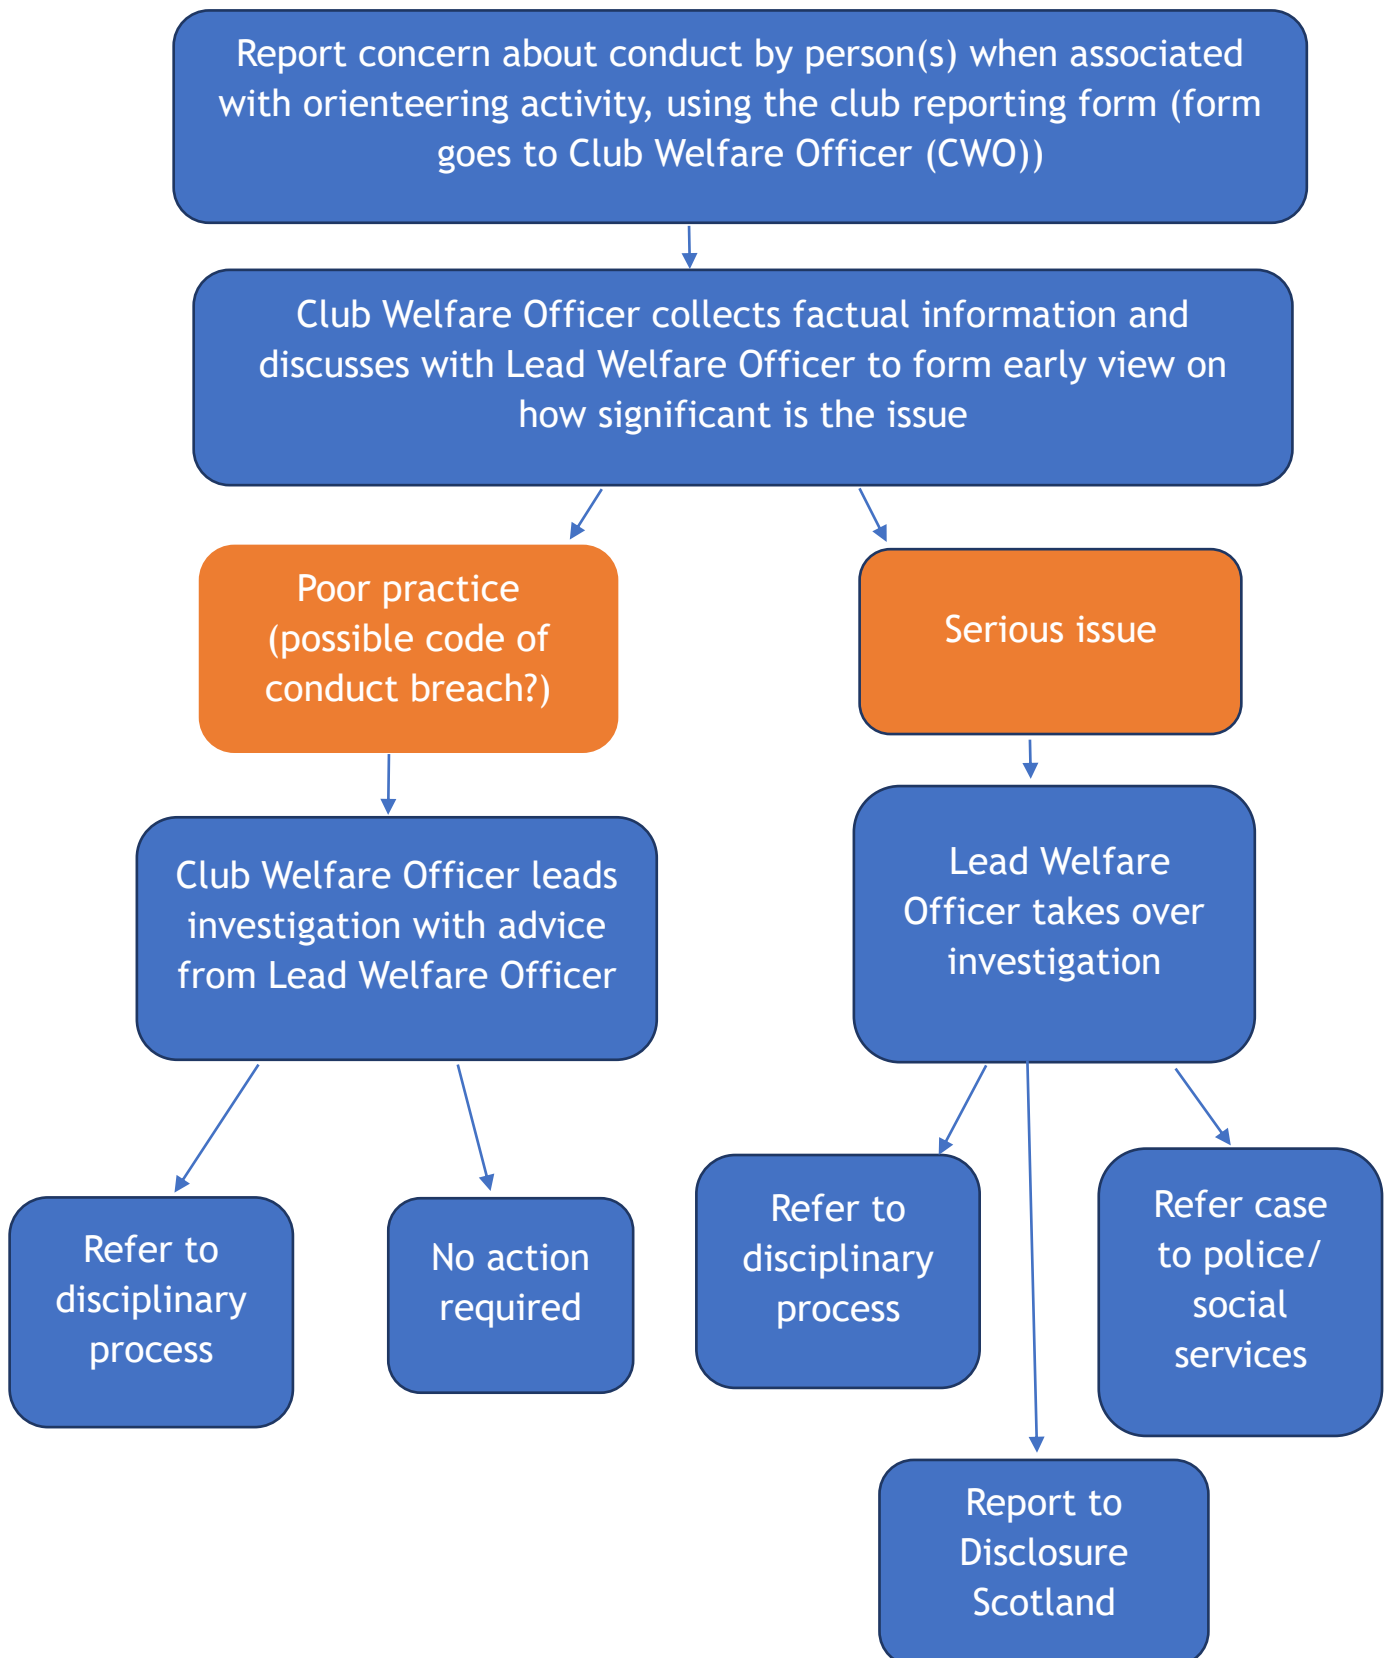 Report concern about conduct by person(s) when associated
with orienteering activity, using the club reporting form (form
goes to Club Welfare Officer (CWO))
Club Welfare Officer collects factual information and
discusses with Lead Welfare Officer to form early view on
how significant is the issue
Poor practice
(possible code of
conduct breach?)
Serious issue
Club Welfare Officer leads
investigation with advice
from Lead Welfare Officer
Lead Welfare
Officer takes over
investigation
Refer to
disciplinary
process
No action
required
Refer to
disciplinary
process
Refer case
to police/
social
services
Report to
Disclosure
Scotland